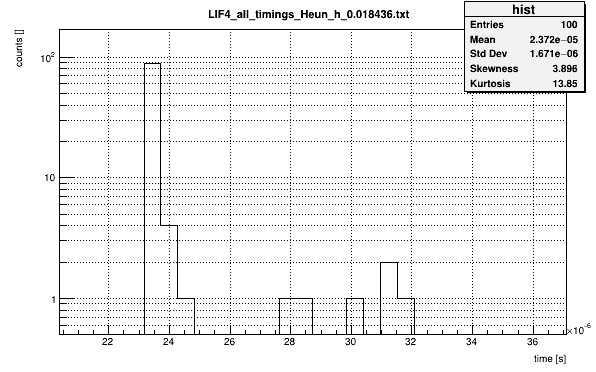 LIF4_all_timings_Heun_h_0.018436.txt
hist
Entries 100
Mean 2.372e−05
Std Dev 1.671e−06
Skewness 3.896
Kurtosis 13.85
counts []
10²
10
1
22 24 26 28 30 32 34 36
×10⁻⁶
time [s]